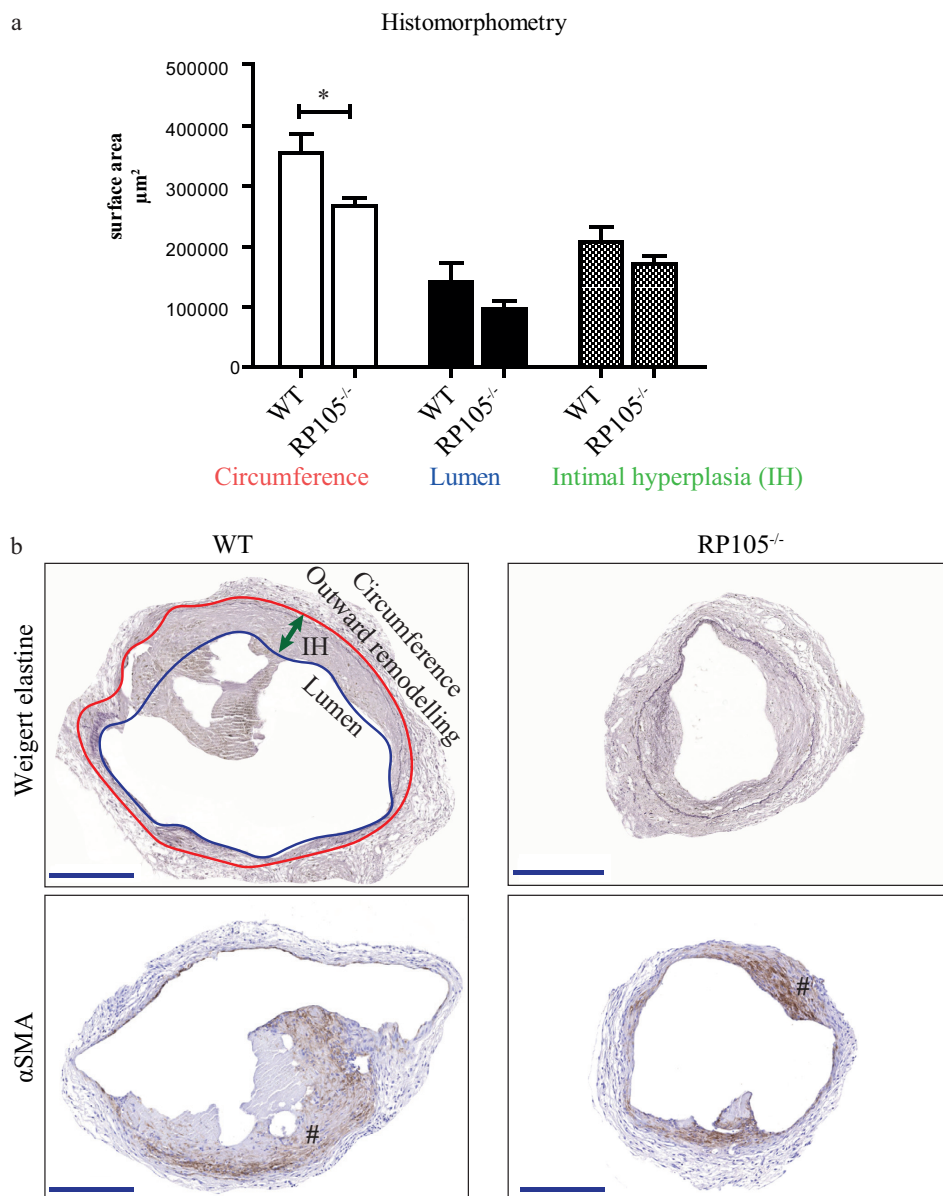 a
Histomorphometry
500000
400000
300000
200000
100000
0
surface area
µm²
*
WT
RP105-/-
WT
RP105-/-
WT
RP105-/-
Circumference
Lumen
Intimal hyperplasia (IH)
b
WT
RP105-/-
Weigert elastine
Circumference
Outward remodelling
IH
Lumen
αSMA
#
#